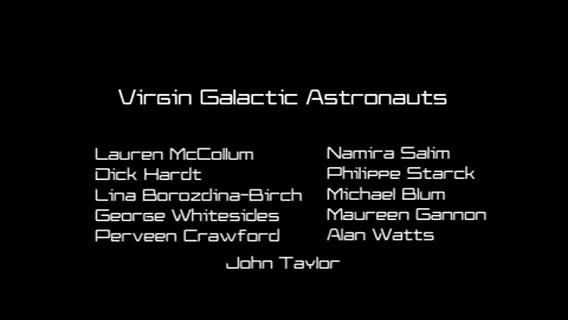 Virgin Galactic Astronauts
Lauren McCollum
Dick Hardt
Lina Borozdina-Birch
George Whitesides
Perveen Crawford
Namira Salim
Philippe Starck
Michael Blum
Maureen Gannon
Alan Watts
John Taylor